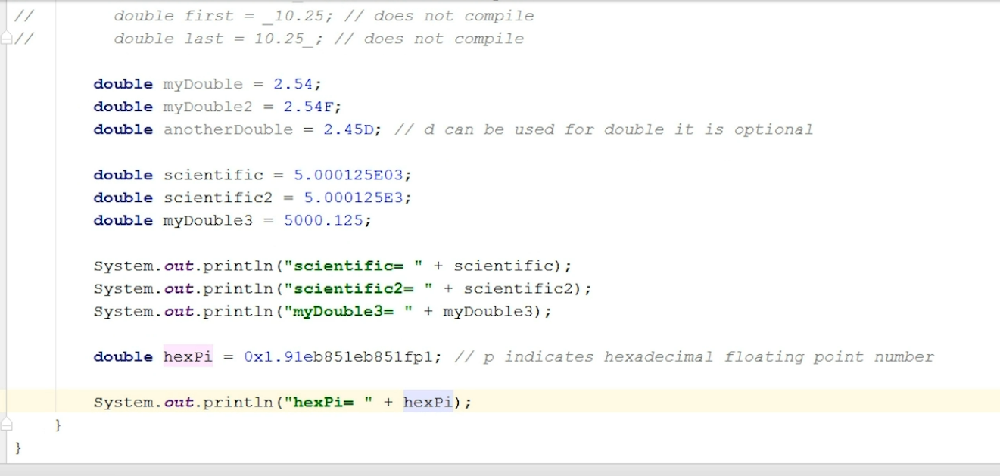 // double first = _10.25; // does not compile
// double last = 10.25_; // does not compile
double myDouble = 2.54;
double myDouble2 = 2.54F;
double anotherDouble = 2.45D; // d can be used for double it is optional
double scientific = 5.000125E03;
double scientific2 = 5.000125E3;
double myDouble3 = 5000.125;
System.out.println("scientific= " + scientific);
System.out.println("scientific2= " + scientific2);
System.out.println("myDouble3= " + myDouble3);
double hexPi = 0x1.91eb851eb851fp1; // p indicates hexadecimal floating point number
System.out.println("hexPi= " + hexPi);
}
}